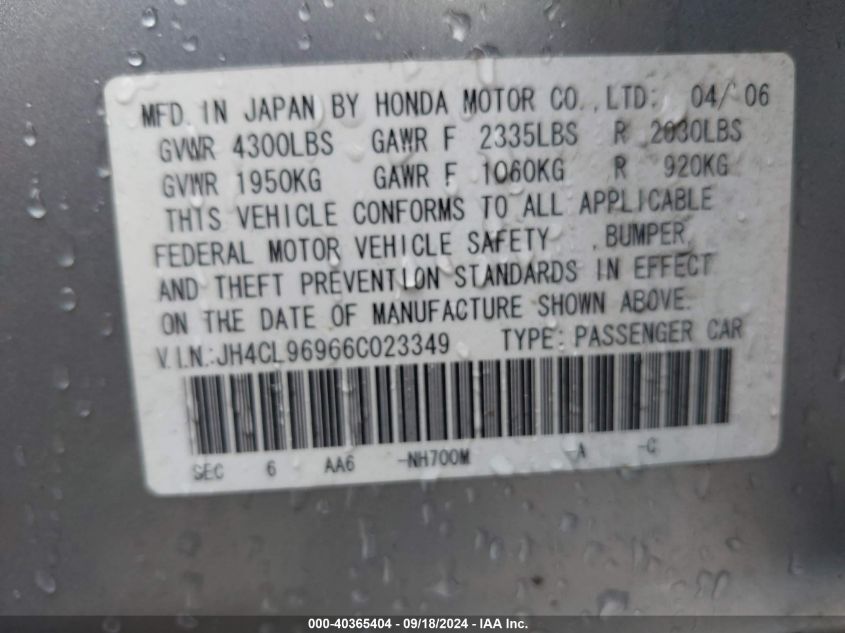 MFD. IN JAPAN BY HONDA MOTOR CO.,LTD. 04/ 06
GVWR 4300LBS GAWR F 2335LBS R 2030LBS
GVWR 1950KG GAWR F 1060KG R 920KG
THIS VEHICLE CONFORMS TO ALL APPLICABLE
FEDERAL MOTOR VEHICLE SAFETY , BUMPER,
AND THEFT PREVENTION STANDARDS IN EFFECT
ON THE DATE OF MANUFACTURE SHOWN ABOVE.
V.I.N.:JH4CL96966C023349 TYPE: PASSENGER CAR
SEC 6 AA6 -NH700M -A -C
000-40365404 - 09/18/2024 - IAA Inc.